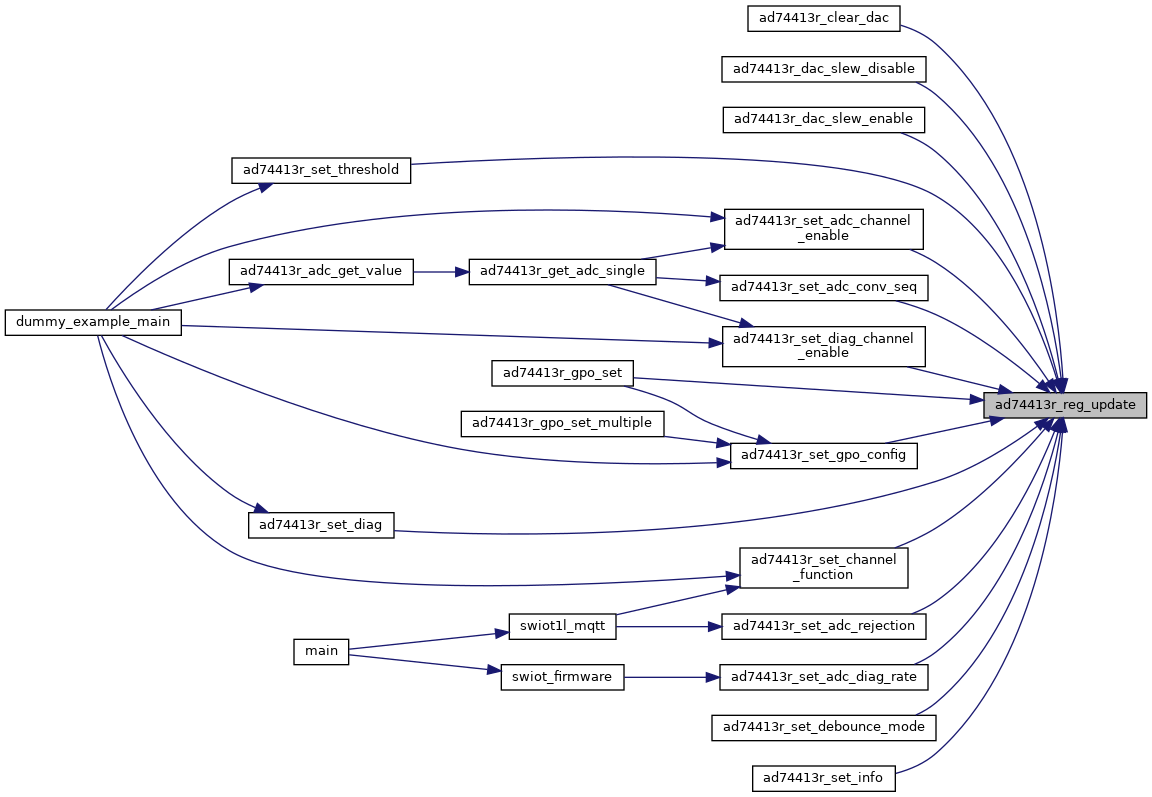 ad74413r_clear_dac
ad74413r_dac_slew_disable
ad74413r_dac_slew_enable
ad74413r_set_threshold
ad74413r_set_adc_channel
_enable
ad74413r_adc_get_value
ad74413r_get_adc_single
ad74413r_set_adc_conv_seq
dummy_example_main
ad74413r_set_diag_channel
_enable
ad74413r_gpo_set
ad74413r_reg_update
ad74413r_gpo_set_multiple
ad74413r_set_gpo_config
ad74413r_set_diag
ad74413r_set_channel
_function
swiot1l_mqtt
ad74413r_set_adc_rejection
main
swiot_firmware
ad74413r_set_adc_diag_rate
ad74413r_set_debounce_mode
ad74413r_set_info